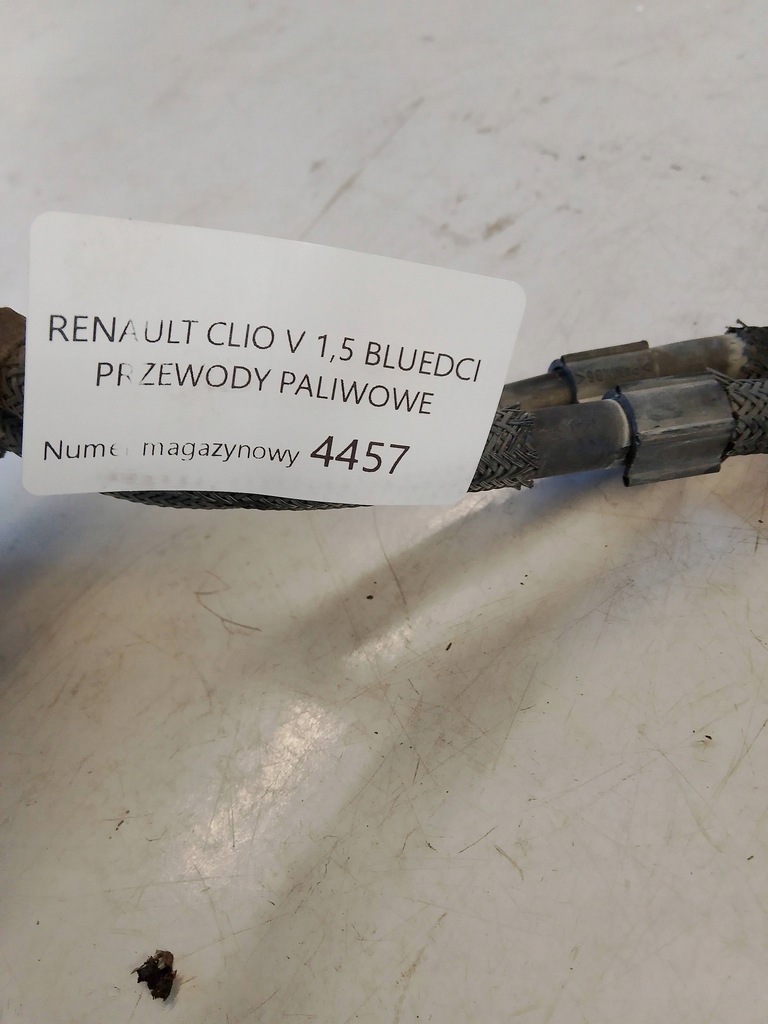 RENAULT CLIO V 1,5 BLUEDCI
PRZEWODY PALIWOWE
Numer magazynowy 4457